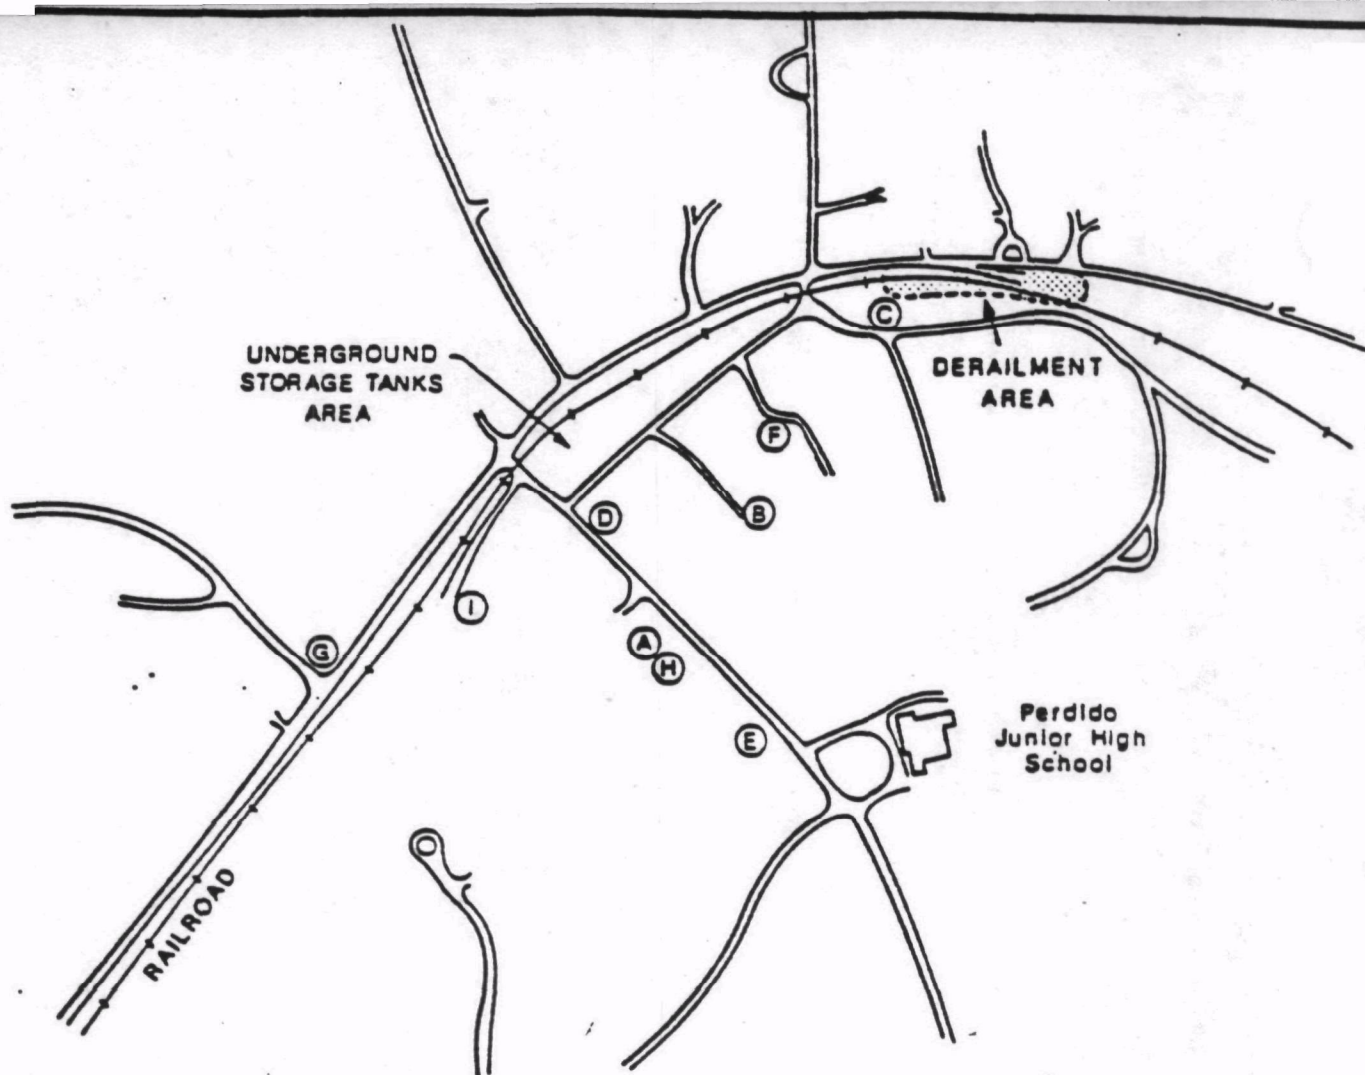 UNDERGROUND
STORAGE TANKS
AREA
C
DERAILMENT
AREA
F
B
D
I
G
A
H
E
Perdido
Junior High
School
RAILROAD